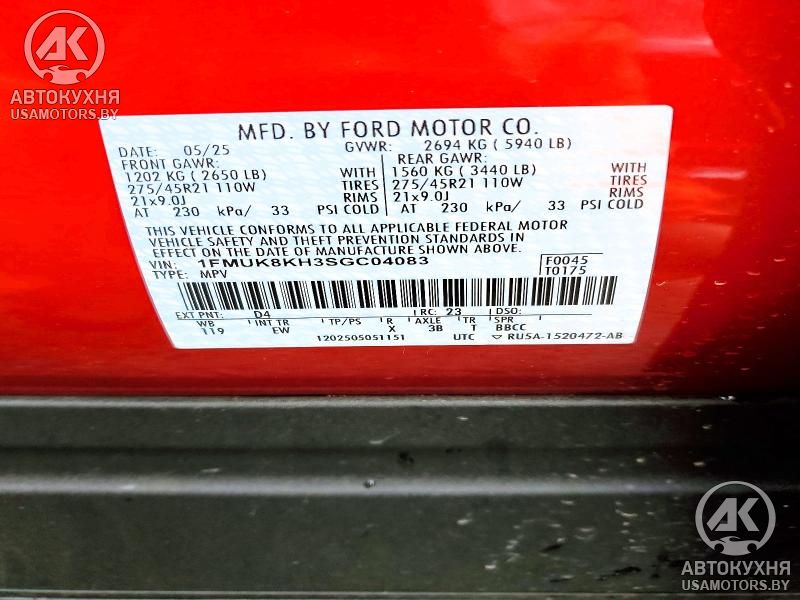 AK
АВТОКУХНЯ
USAMOTORS.BY
MFD. BY FORD MOTOR CO.
DATE: 05/25 GVWR: 2694 KG ( 5940 LB)
FRONT GAWR: REAR GAWR:
1202 KG ( 2650 LB) WITH 1560 KG ( 3440 LB) WITH
275/45R21 110W TIRES 275/45R21 110W TIRES
21x9.0J RIMS 21x9.0J RIMS
AT 230 kPa/ 33 PSI COLD AT 230 kPa/ 33 PSI COLD
THIS VEHICLE CONFORMS TO ALL APPLICABLE FEDERAL MOTOR
VEHICLE SAFETY AND THEFT PREVENTION STANDARDS
IN EFFECT ON THE DATE OF MANUFACTURE SHOWN ABOVE.
VIN: 1FMUK8KH3SGC04083 F0045
TYPE: MPV T0175
EXT PNT: D4 RC: 23 DSO:
WB INT TR TP/PS R AXLE TR SPR
119 EW X 3B T BBCC
1202505051151 UTC ▽ RU5A-1520472-AB
AK
АВТОКУХНЯ
USAMOTORS.BY